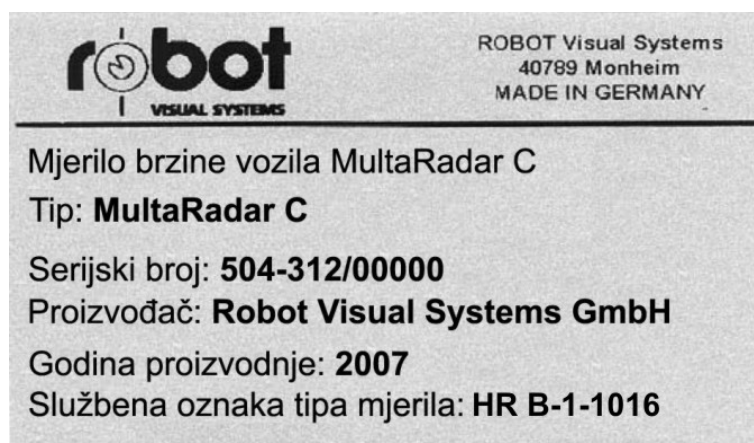 robot
VISUAL SYSTEMS
ROBOT Visual Systems
40789 Monheim
MADE IN GERMANY
Mjerilo brzine vozila MultaRadar C
Tip: MultaRadar C
Serijski broj: 504-312/00000
Proizvođač: Robot Visual Systems GmbH
Godina proizvodnje: 2007
Službena oznaka tipa mjerila: HR B-1-1016